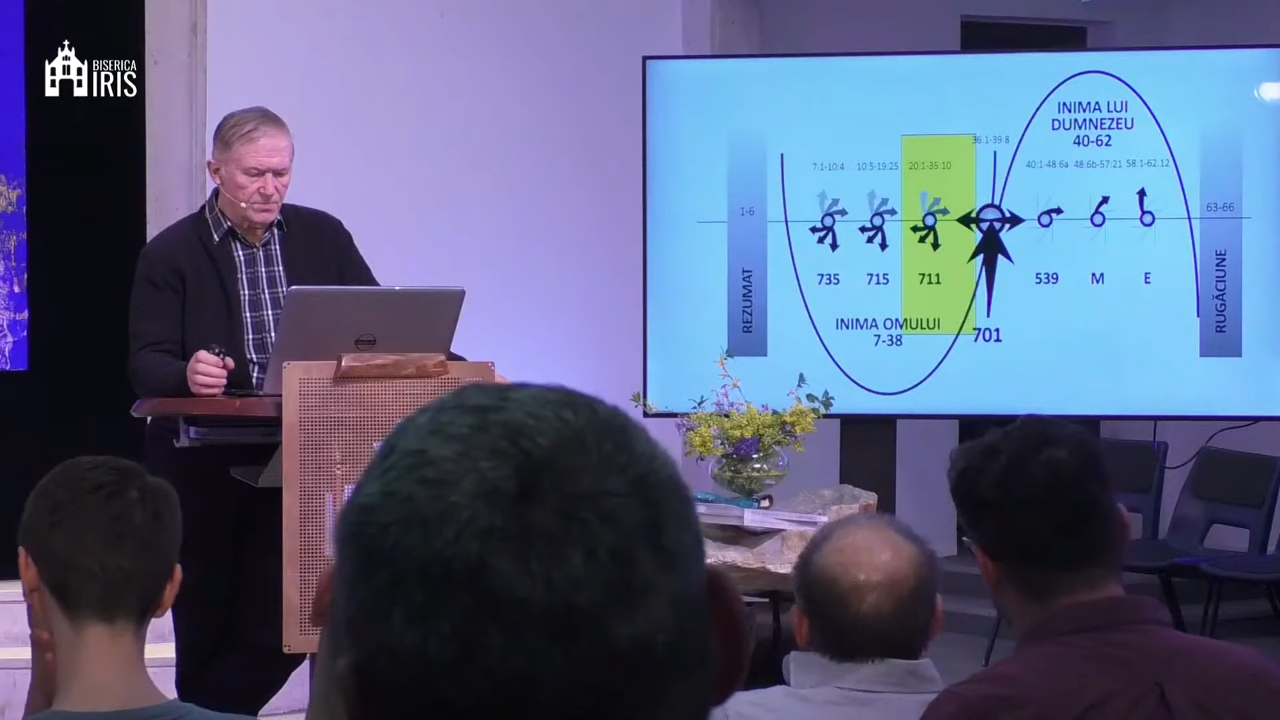 BISERICA
IRIS
INIMA LUI
DUMNEZEU
40-62
36:1-39:8
7:1-10:4 10:5-19:25 20:1-35:10 40:1-48:6a 48:6b-57:21 58:1-62:12
1-6
63-66
REZUMAT
735 715 711 539 M E
RUGĂCIUNE
INIMA OMULUI
7-38
701